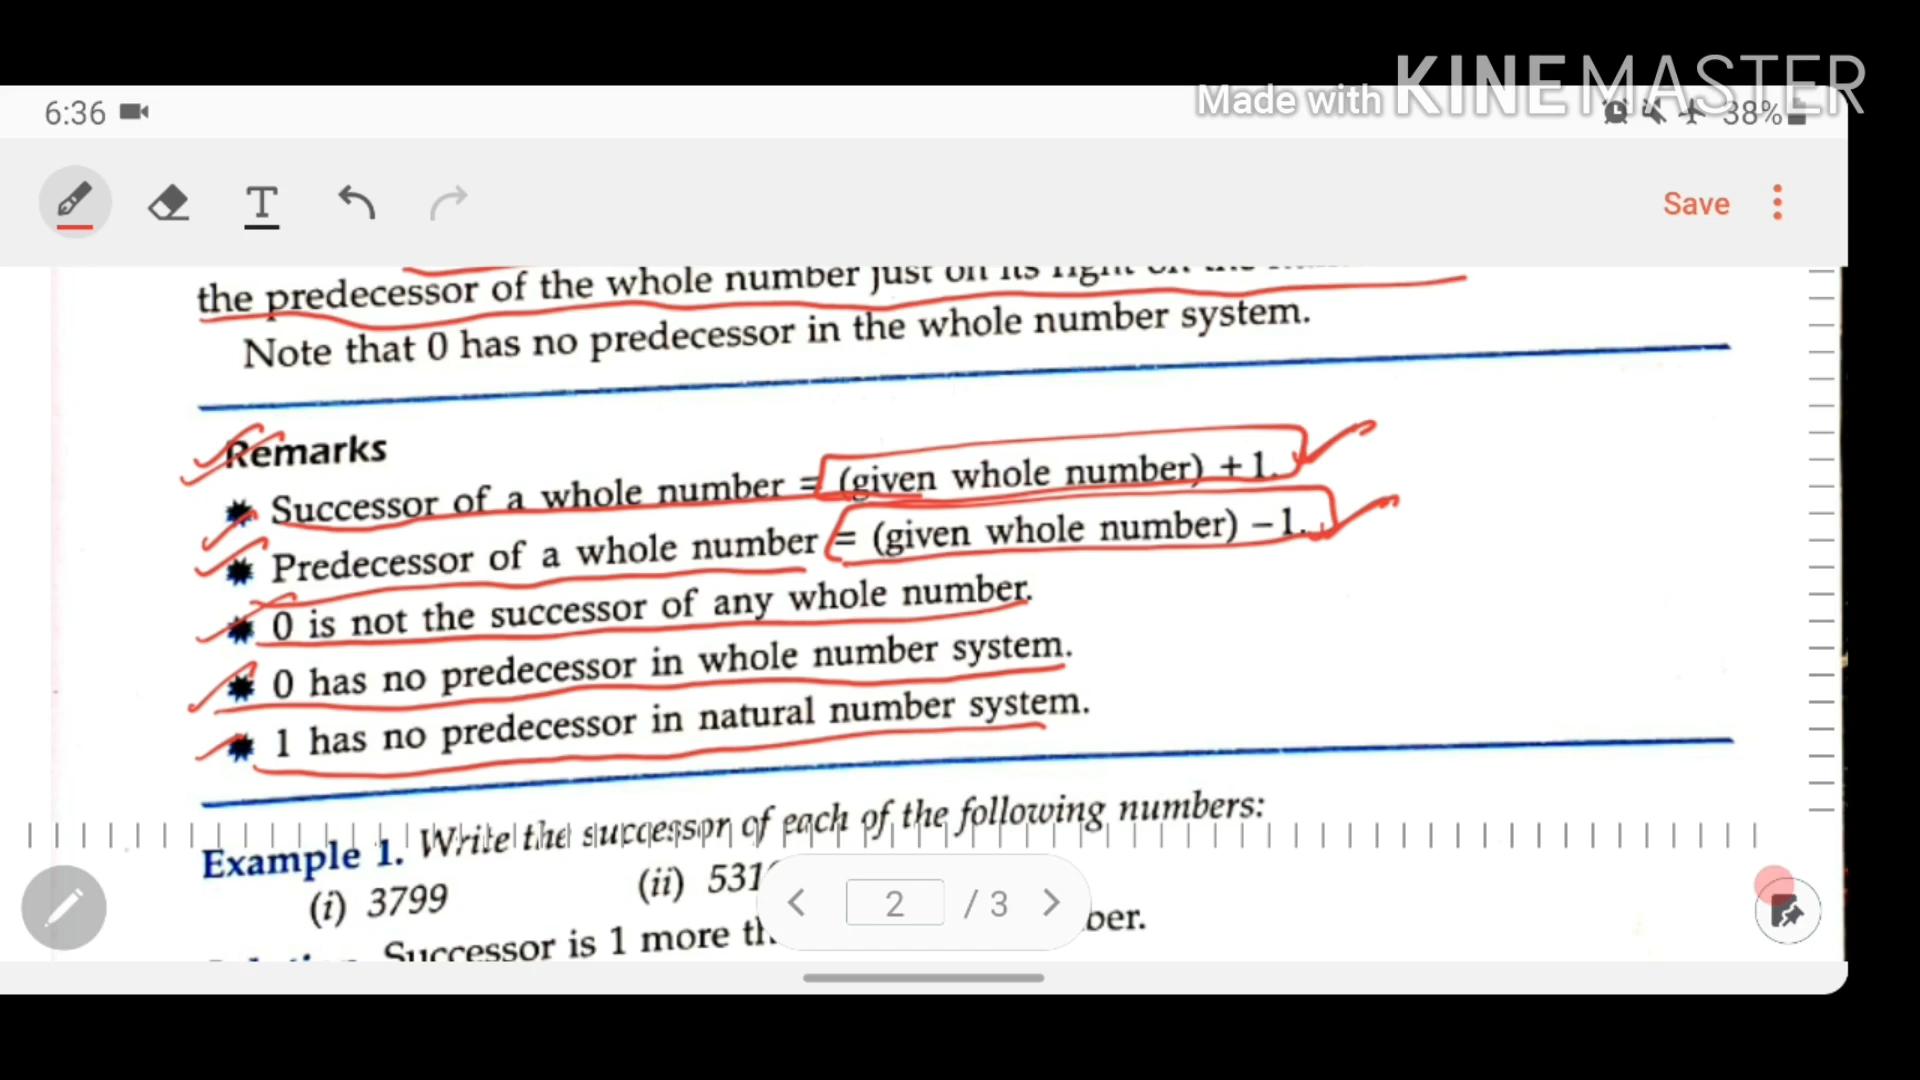 Made with KINEMASTER
6:36
38%
T
Save
the predecessor of the whole number just on its right on the
Note that 0 has no predecessor in the whole number system.
Remarks
Successor of a whole number = (given whole number) + 1.
Predecessor of a whole number = (given whole number) – 1.
0 is not the successor of any whole number.
0 has no predecessor in whole number system.
1 has no predecessor in natural number system.
Example 1. Write the successor of each of the following numbers:
(i) 3799 (ii) 531
2 / 3
Successor is 1 more